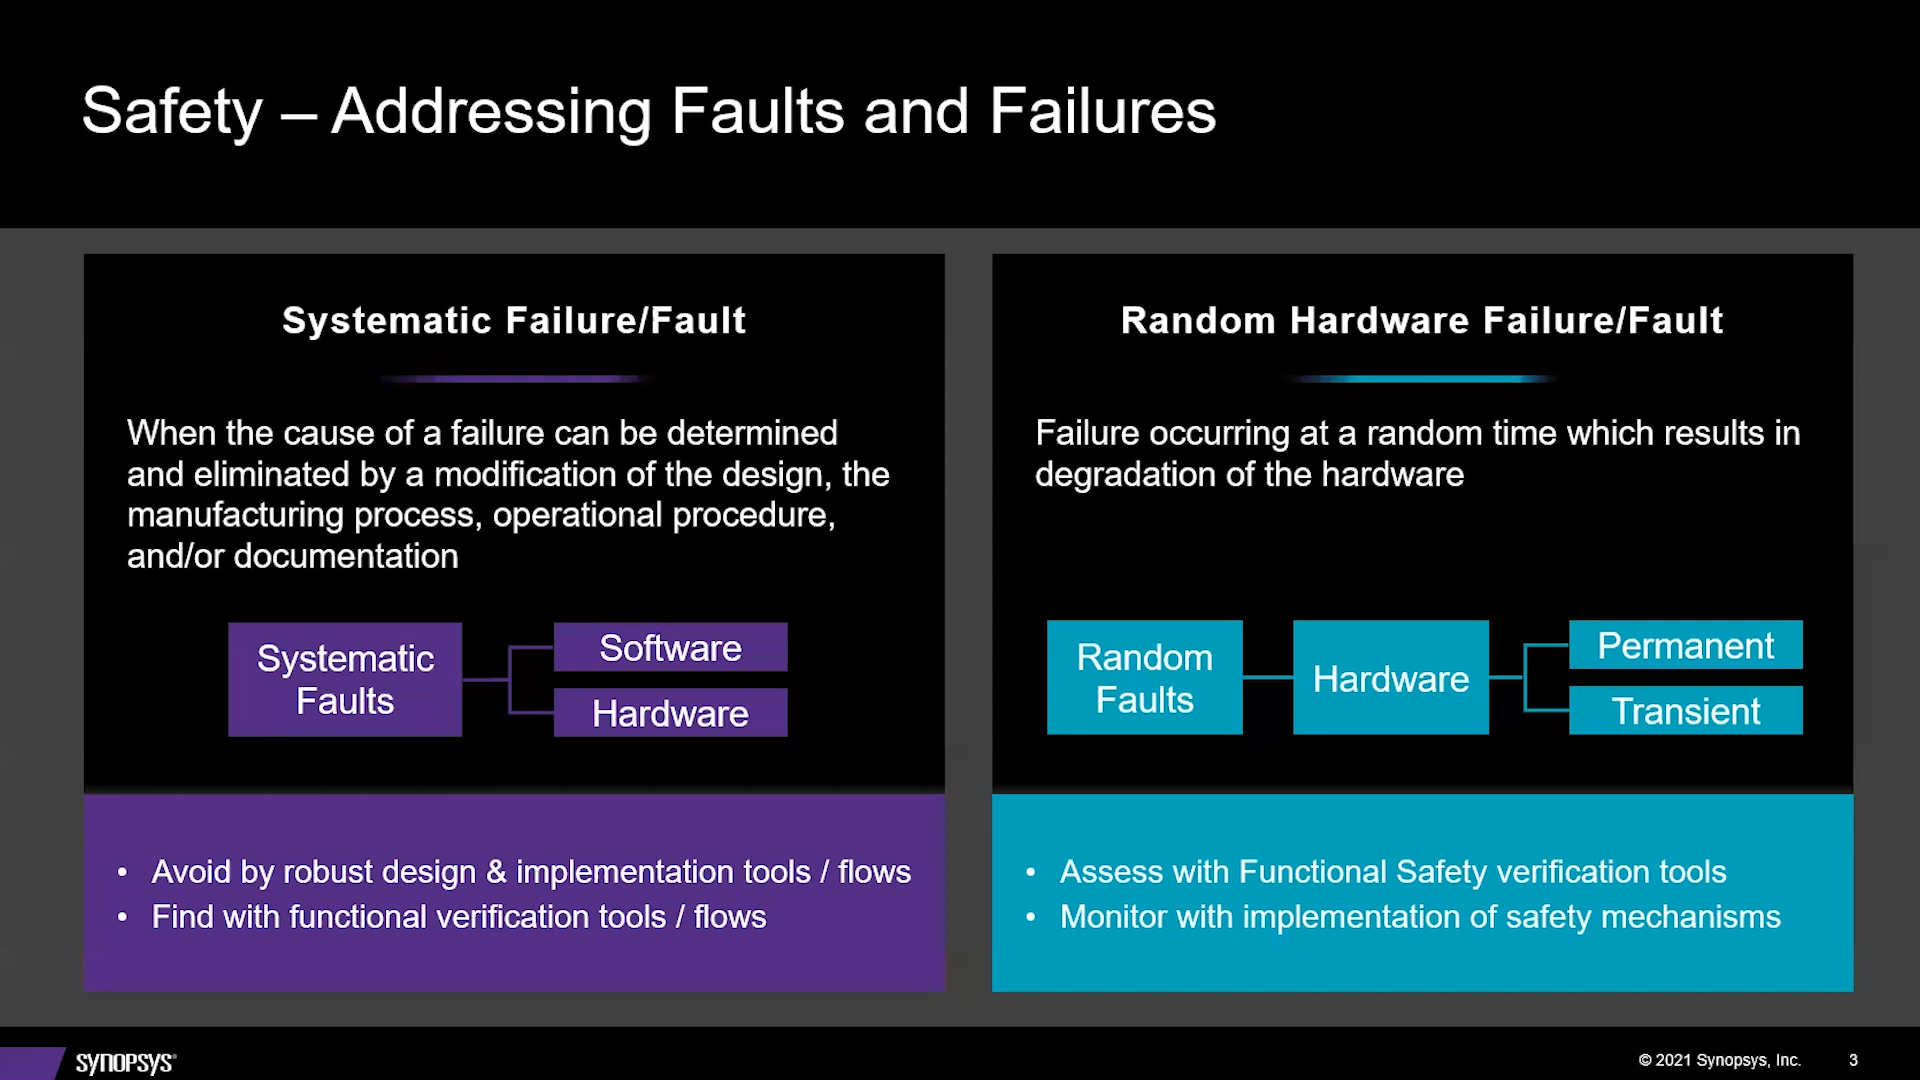 Safety – Addressing Faults and Failures
Systematic Failure/Fault
When the cause of a failure can be determined
and eliminated by a modification of the design, the
manufacturing process, operational procedure,
and/or documentation
Systematic
Faults
Software
Hardware
• Avoid by robust design & implementation tools / flows
• Find with functional verification tools / flows
Random Hardware Failure/Fault
Failure occurring at a random time which results in
degradation of the hardware
Random
Faults
Hardware
Permanent
Transient
• Assess with Functional Safety verification tools
• Monitor with implementation of safety mechanisms
SYNOPSYS®
© 2021 Synopsys, Inc.
3